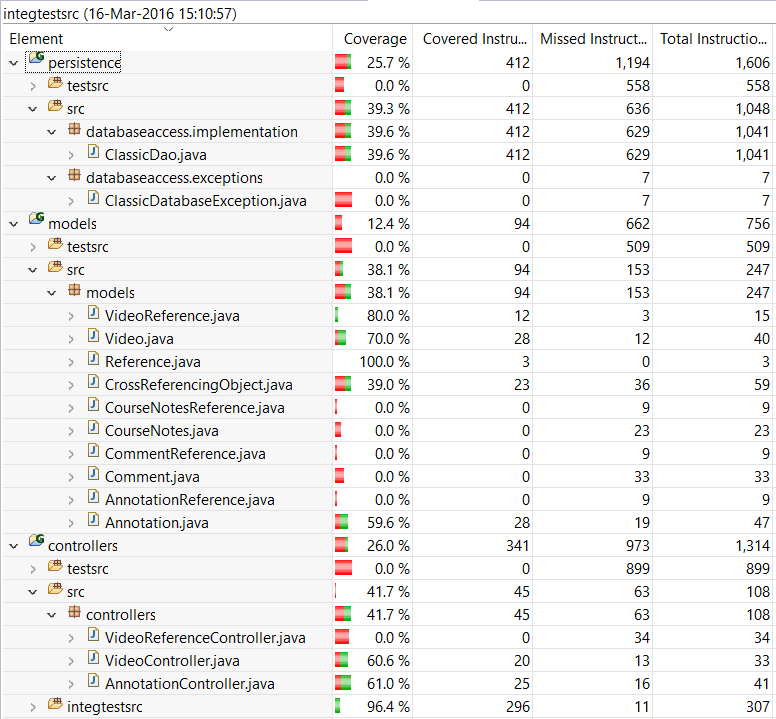 integtestsrc (16-Mar-2016 15:10:57)
Element Coverage Covered Instru... Missed Instruct... Total Instructio...
persistence 25.7 % 412 1,194 1,606
testsrc 0.0 % 0 558 558
src 39.3 % 412 636 1,048
databaseaccess.implementation 39.6 % 412 629 1,041
ClassicDao.java 39.6 % 412 629 1,041
databaseaccess.exceptions 0.0 % 0 7 7
ClassicDatabaseException.java 0.0 % 0 7 7
models 12.4 % 94 662 756
testsrc 0.0 % 0 509 509
src 38.1 % 94 153 247
models 38.1 % 94 153 247
VideoReference.java 80.0 % 12 3 15
Video.java 70.0 % 28 12 40
Reference.java 100.0 % 3 0 3
CrossReferencingObject.java 39.0 % 23 36 59
CourseNotesReference.java 0.0 % 0 9 9
CourseNotes.java 0.0 % 0 23 23
CommentReference.java 0.0 % 0 9 9
Comment.java 0.0 % 0 33 33
AnnotationReference.java 0.0 % 0 9 9
Annotation.java 59.6 % 28 19 47
controllers 26.0 % 341 973 1,314
testsrc 0.0 % 0 899 899
src 41.7 % 45 63 108
controllers 41.7 % 45 63 108
VideoReferenceController.java 0.0 % 0 34 34
VideoController.java 60.6 % 20 13 33
AnnotationController.java 61.0 % 25 16 41
integtestsrc 96.4 % 296 11 307